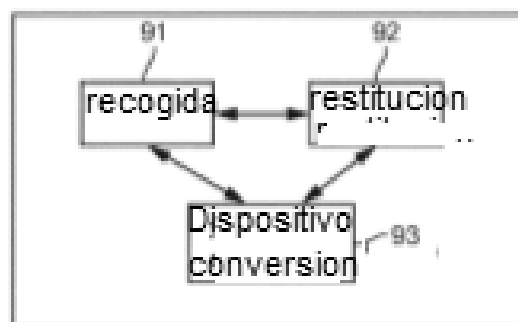 91
92
recogida
restitucion
Dispositivo
conversion
93